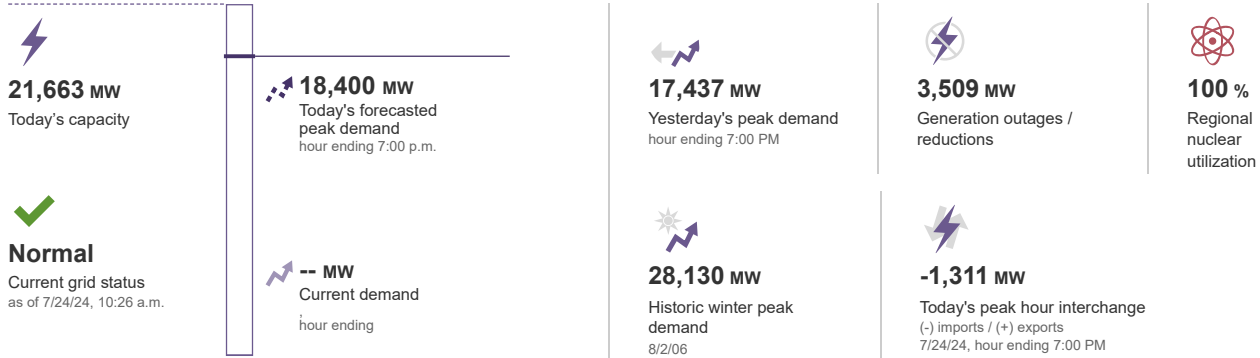 21,663 MW
Today's capacity
18,400 MW
Today's forecasted
peak demand
hour ending 7:00 p.m.
Normal
Current grid status
as of 7/24/24, 10:26 a.m.
-- MW
Current demand
,
hour ending
17,437 MW
Yesterday's peak demand
hour ending 7:00 PM
3,509 MW
Generation outages /
reductions
100 %
Regional
nuclear
utilization
28,130 MW
Historic winter peak
demand
8/2/06
-1,311 MW
Today's peak hour interchange
(-) imports / (+) exports
7/24/24, hour ending 7:00 PM